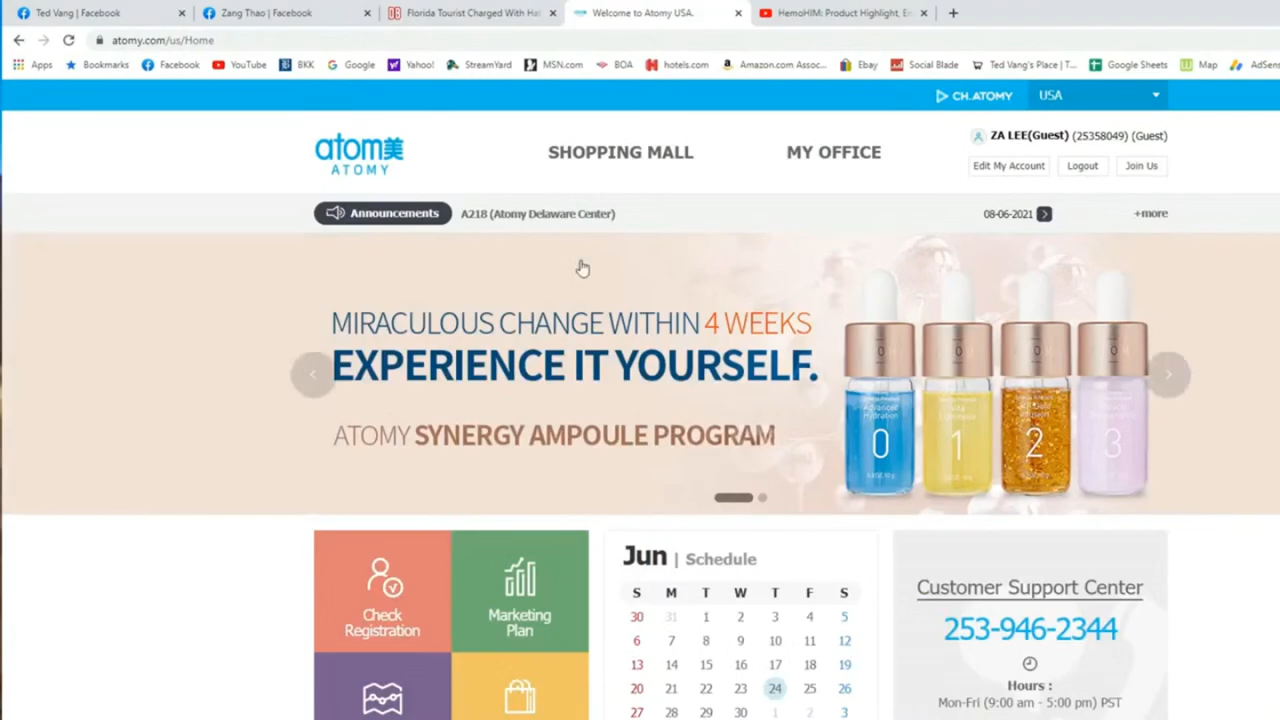 Ted Vang | Facebook
Zang Thao | Facebook
Florida Tourist Charged With Hat
Welcome to Atomy USA.
HemoHIM: Product Highlight, En
atomy.com/us/Home
Apps Bookmarks Facebook YouTube BKK Google Yahoo! StreamYard MSN.com BOA hotels.com Amazon.com Assoc... Ebay Social Blade Ted Vang's Place | T... Google Sheets Map AdSens
CH.ATOMY USA
atom美
ATOMY
SHOPPING MALL
MY OFFICE
ZA LEE(Guest) (25358049) (Guest)
Edit My Account Logout Join Us
Announcements A218 (Atomy Delaware Center) 08-06-2021 +more
MIRACULOUS CHANGE WITHIN 4 WEEKS
EXPERIENCE IT YOURSELF.
ATOMY SYNERGY AMPOULE PROGRAM
Advanced
Hydration
0 1 2 3
Check
Registration
Marketing
Plan
Jun | Schedule
S M T W T F S
30 31 1 2 3 4 5
6 7 8 9 10 11 12
13 14 15 16 17 18 19
20 21 22 23 24 25 26
27 28 29 30 1 2 3
Customer Support Center
253-946-2344
Hours :
Mon-Fri (9:00 am - 5:00 pm) PST